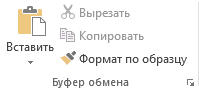 Вырезать
Копировать
Вставить
Формат по образцу
Буфер обмена